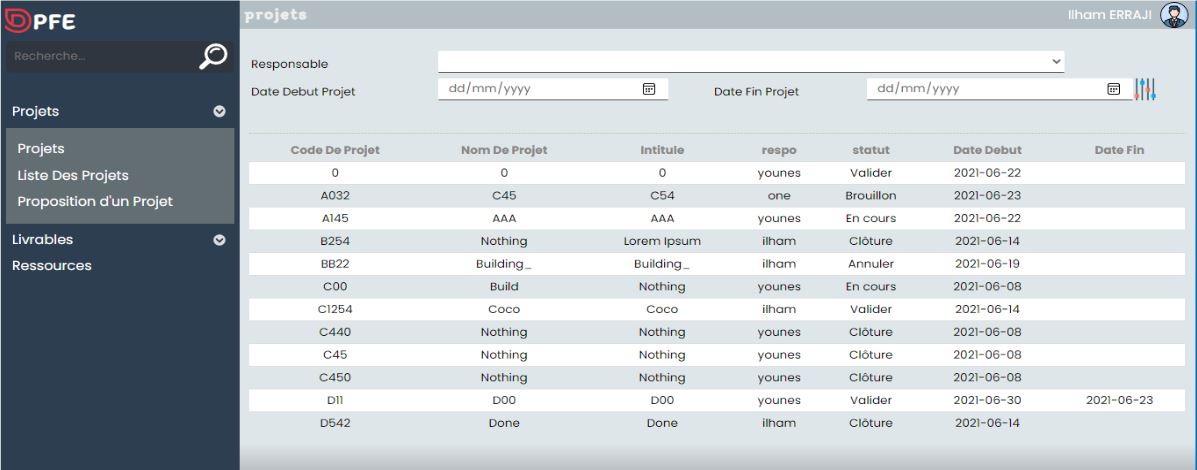 DPFE
projets
Ilham ERRAJI
Recherche...
Projets
Projets
Liste Des Projets
Proposition d'un Projet
Livrables
Ressources
Responsable
Date Debut Projet dd/mm/yyyy Date Fin Projet dd/mm/yyyy
Code De Projet Nom De Projet Intitule respo statut Date Debut Date Fin
0 0 0 younes Valider 2021-06-22
A032 C45 C54 one Brouillon 2021-06-23
A145 AAA AAA younes En cours 2021-06-22
B254 Nothing Lorem Ipsum ilham Clôture 2021-06-14
BB22 Building_ Building_ ilham Annuler 2021-06-19
C00 Build Nothing younes En cours 2021-06-08
C1254 Coco Coco ilham Valider 2021-06-14
C440 Nothing Nothing younes Clôture 2021-06-08
C45 Nothing Nothing younes Clôture 2021-06-08
C450 Nothing Nothing younes Clôture 2021-06-08
D11 D00 D00 younes Valider 2021-06-30 2021-06-23
D542 Done Done ilham Clôture 2021-06-14